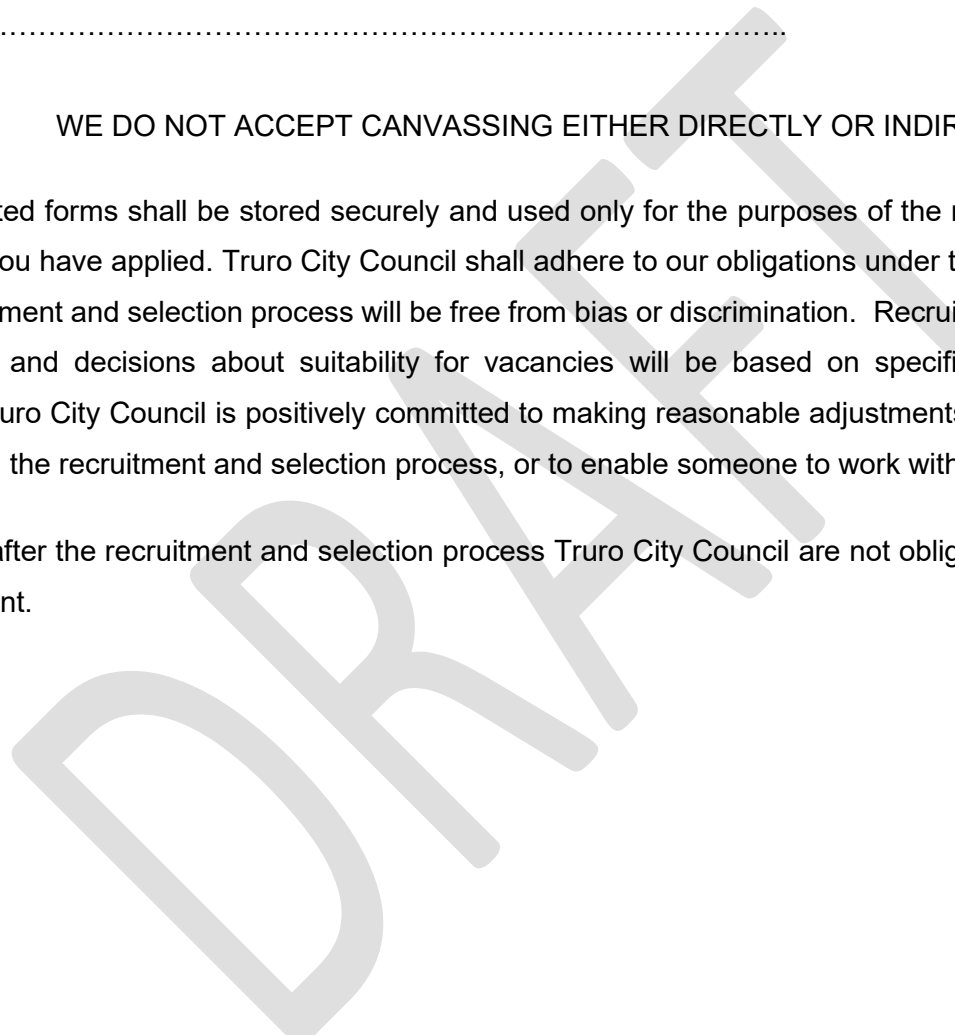 ……………………………………………………………………..
WE DO NOT ACCEPT CANVASSING EITHER DIRECTLY OR INDIR
ted forms shall be stored securely and used only for the purposes of the
ou have applied. Truro City Council shall adhere to our obligations under
ment and selection process will be free from bias or discrimination. Recrui
and decisions about suitability for vacancies will be based on specifi
uro City Council is positively committed to making reasonable adjustments
the recruitment and selection process, or to enable someone to work with
after the recruitment and selection process Truro City Council are not oblig
nt.
DRAFT